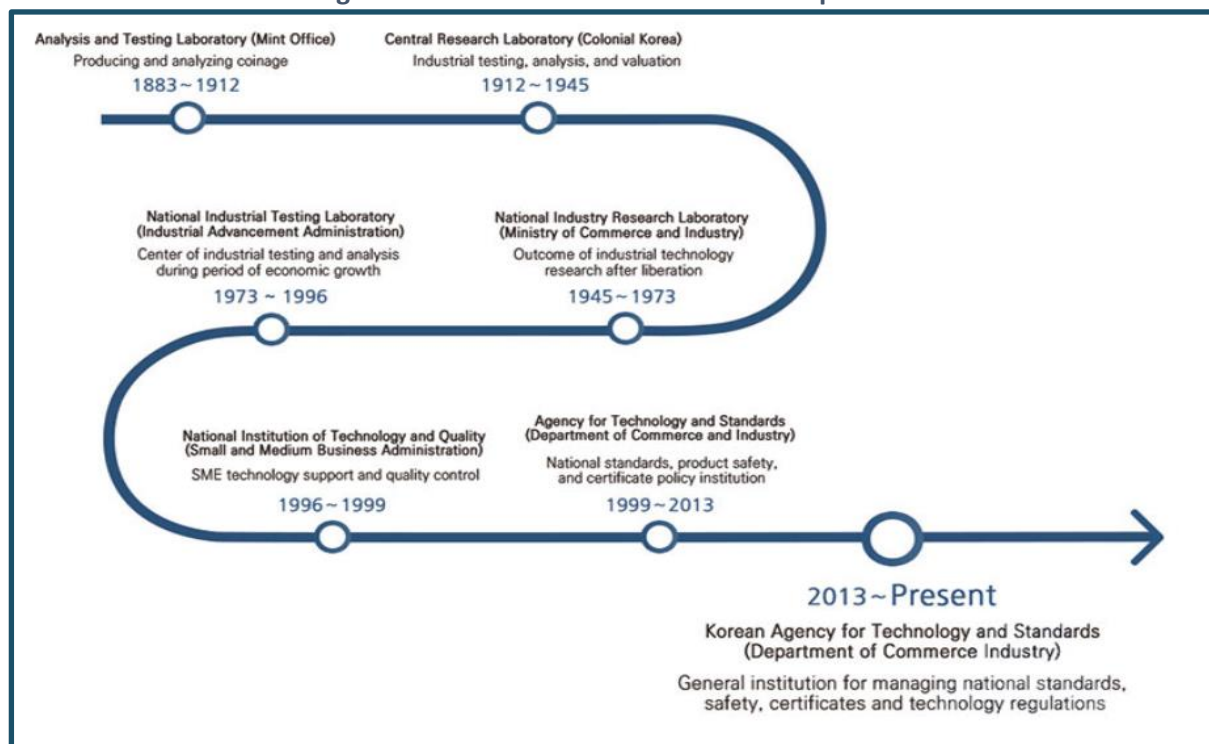 Analysis and Testing Laboratory (Mint Office)
Producing and analyzing coinage
1883~1912
Central Research Laboratory (Colonial Korea)
Industrial testing, analysis, and valuation
1912~1945
National Industrial Testing Laboratory
(Industrial Advancement Administration)
Center of industrial testing and analysis
during period of economic growth
1973 ~ 1996
National Industry Research Laboratory
(Ministry of Commerce and Industry)
Outcome of industrial technology
research after liberation
1945~1973
National Institution of Technology and Quality
(Small and Medium Business Administration)
SME technology support and quality control
1996~1999
Agency for Technology and Standards
(Department of Commerce and Industry)
National standards, product safety,
and certificate policy institution
1999~2013
2013~Present
Korean Agency for Technology and Standards
(Department of Commerce Industry)
General institution for managing national standards,
safety, certificates and technology regulations